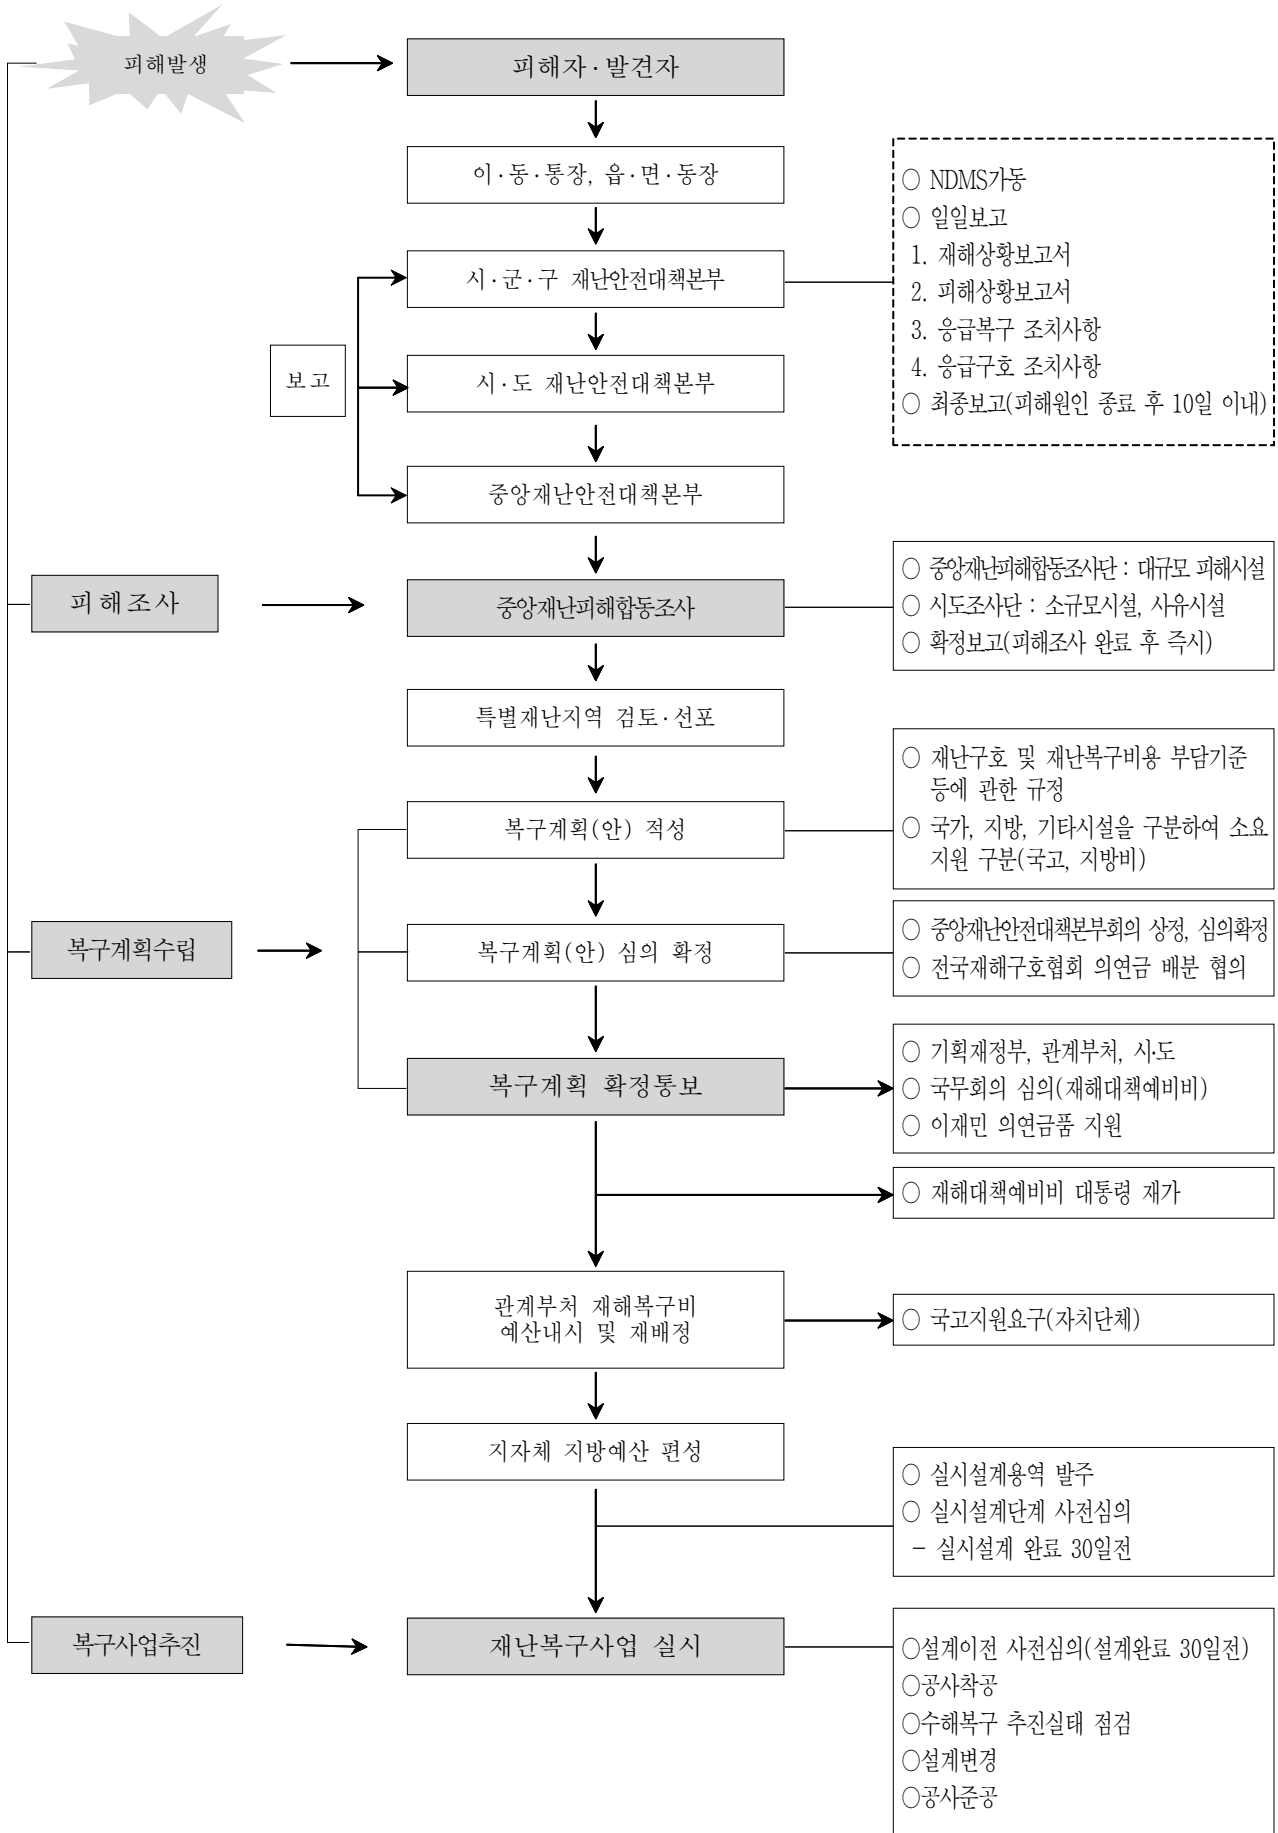 피해발생
피해자·발견자
이·동·통장, 읍·면·동장
시·군·구 재난안전대책본부
○ NDMS가동
○ 일일보고
1. 재해상황보고서
2. 피해상황보고서
3. 응급복구 조치사항
4. 응급구호 조치사항
○ 최종보고(피해원인 종료 후 10일 이내)
보고
시·도 재난안전대책본부
중앙재난안전대책본부
피해조사
중앙재난피해합동조사
○ 중앙재난피해합동조사단 : 대규모 피해시설
○ 시도조사단 : 소규모시설, 사유시설
○ 확정보고(피해조사 완료 후 즉시)
특별재난지역 검토·선포
복구계획(안) 적성
○ 재난구호 및 재난복구비용 부담기준
등에 관한 규정
○ 국가, 지방, 기타시설을 구분하여 소요
지원 구분(국고, 지방비)
복구계획수립
복구계획(안) 심의 확정
○ 중앙재난안전대책본부회의 상정, 심의확정
○ 전국재해구호협회 의연금 배분 협의
복구계획 확정통보
○ 기획재정부, 관계부처, 시·도
○ 국무회의 심의(재해대책예비비)
○ 이재민 의연금품 지원
○ 재해대책예비비 대통령 재가
관계부처 재해복구비
예산내시 및 재배정
○ 국고지원요구(자치단체)
지자체 지방예산 편성
○ 실시설계용역 발주
○ 실시설계단계 사전심의
- 실시설계 완료 30일전
복구사업추진
재난복구사업 실시
○설계이전 사전심의(설계완료 30일전)
○공사착공
○수해복구 추진실태 점검
○설계변경
○공사준공